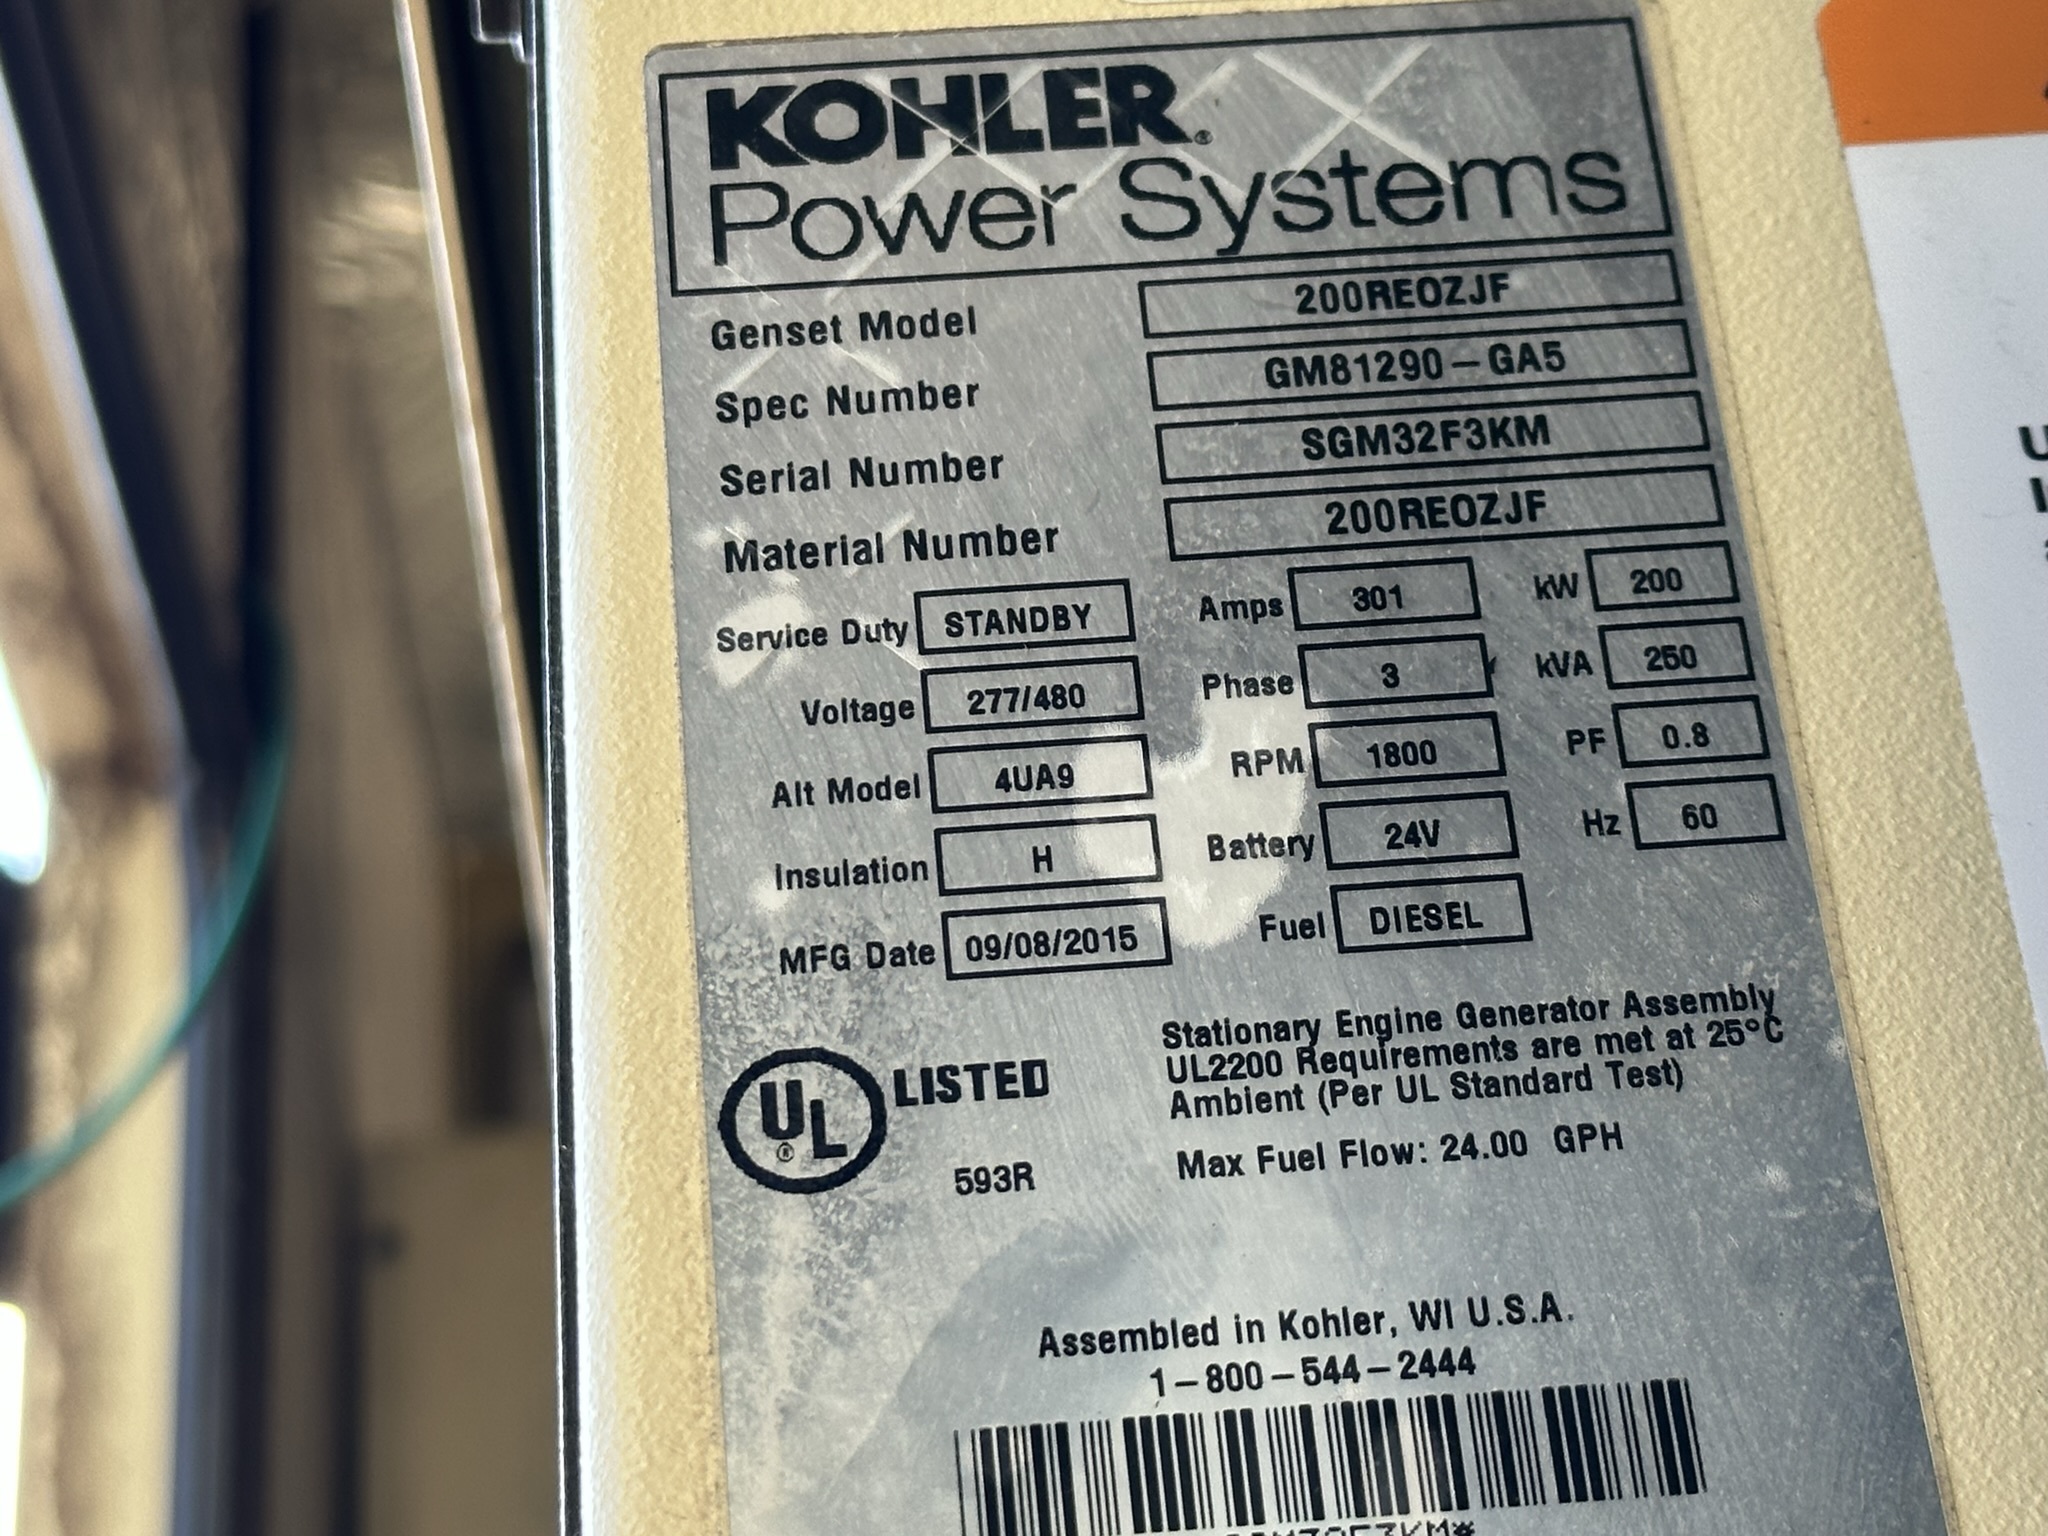 KOHLER®
Power Systems
Genset Model 200REOZJF
Spec Number GM81290-GA5
Serial Number SGM32F3KM
Material Number 200REOZJF
Service Duty STANDBY Amps 301 kW 200
Voltage 277/480 Phase 3 kVA 250
Alt Model 4UA9 RPM 1800 PF 0.8
Insulation H Battery 24V Hz 60
MFG Date 09/08/2015 Fuel DIESEL
Stationary Engine Generator Assembly
UL2200 Requirements are met at 25°C
Ambient (Per UL Standard Test)
UL® LISTED
593R
Max Fuel Flow: 24.00 GPH
Assembled in Kohler, WI U.S.A.
1-800-544-2444